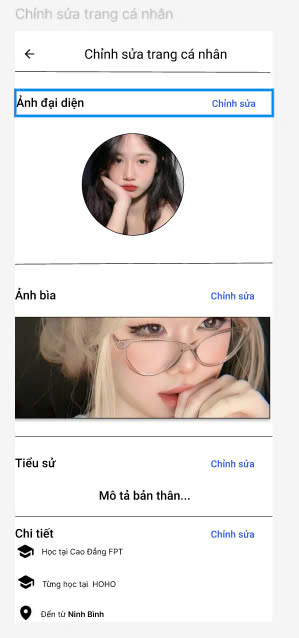 Chỉnh sửa trang cá nhân
Chỉnh sửa trang cá nhân
Ảnh đại diện Chỉnh sửa
Ảnh bìa Chỉnh sửa
Tiểu sử Chỉnh sửa
Mô tả bản thân...
Chi tiết Chỉnh sửa
Học tại Cao Đẳng FPT
Từng học tại HOHO
Đến từ Ninh Bình